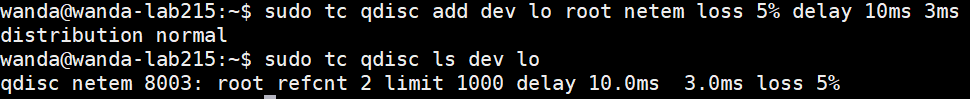 wanda@wanda-lab215:~$ sudo tc qdisc add dev lo root netem loss 5% delay 10ms 3ms
distribution normal
wanda@wanda-lab215:~$ sudo tc qdisc ls dev lo
qdisc netem 8003: root refcnt 2 limit 1000 delay 10.0ms  3.0ms loss 5%